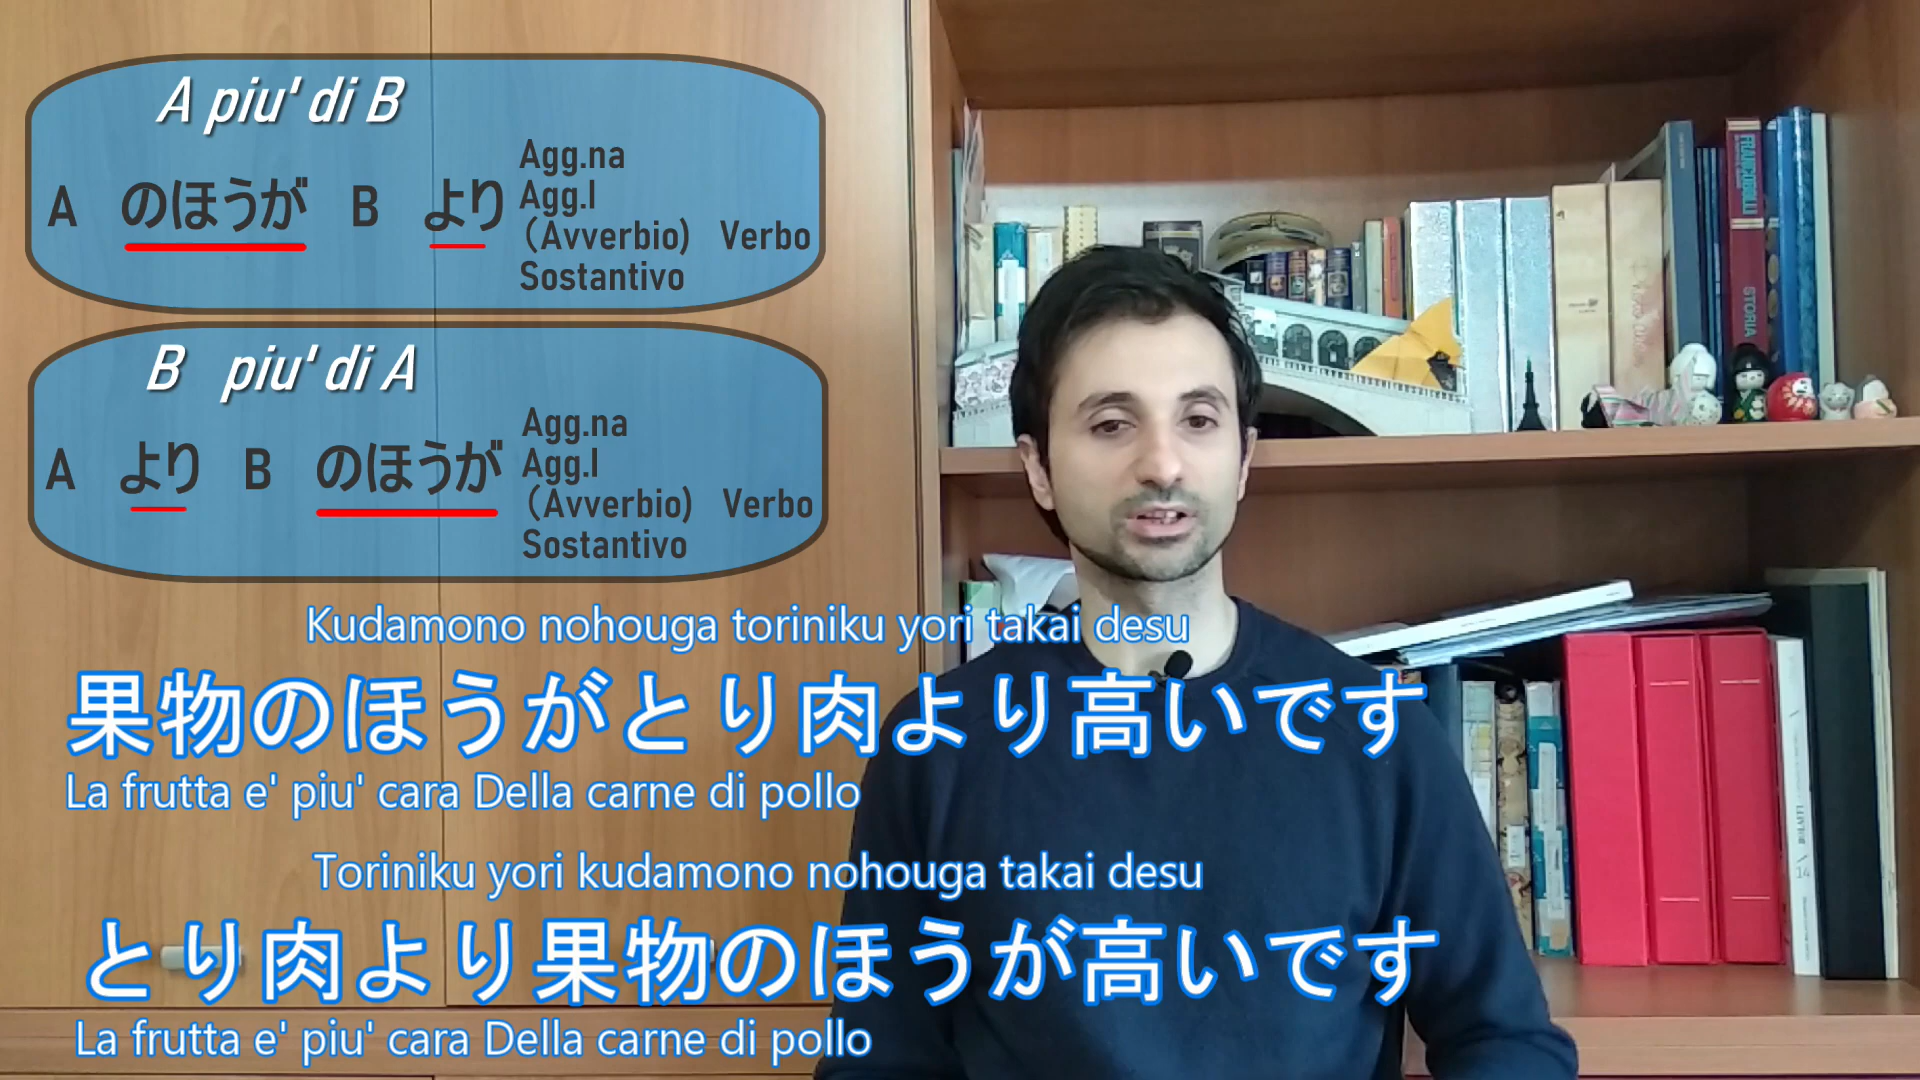 A piu' di B
A のほうが B より
Agg.na
Agg.I
(Avverbio) Verbo
Sostantivo
B piu' di A
A より B のほうが
Agg.na
Agg.I
(Avverbio) Verbo
Sostantivo
Kudamono nohouga toriniku yori takai desu
果物のほうがとり肉より高いです
La frutta e' piu' cara Della carne di pollo
Toriniku yori kudamono nohouga takai desu
とり肉より果物のほうが高いです
La frutta e' piu' cara Della carne di pollo
STORIA
14